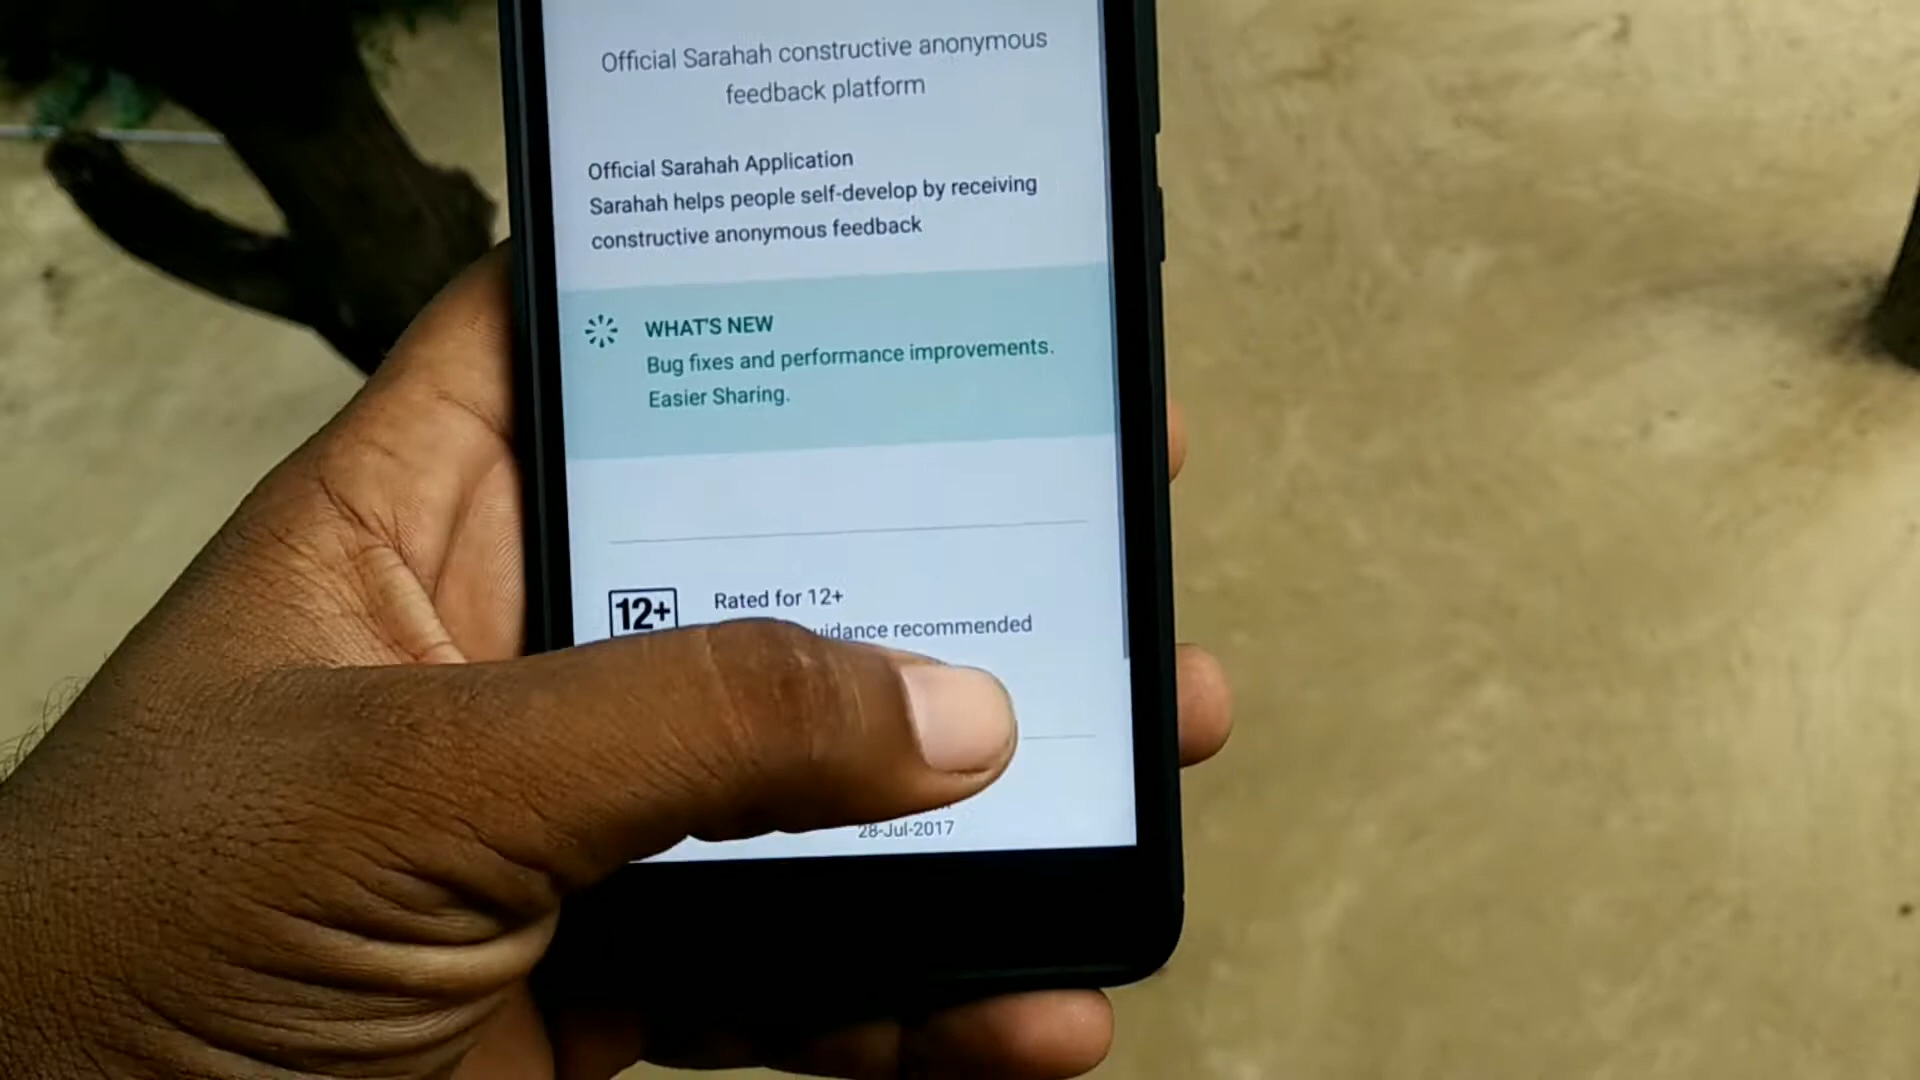 Official Sarahah constructive anonymous
feedback platform
Official Sarahah Application
Sarahah helps people self-develop by receiving
constructive anonymous feedback
WHAT'S NEW
Bug fixes and performance improvements.
Easier Sharing.
12+
Rated for 12+
recommended
28-Jul-2017